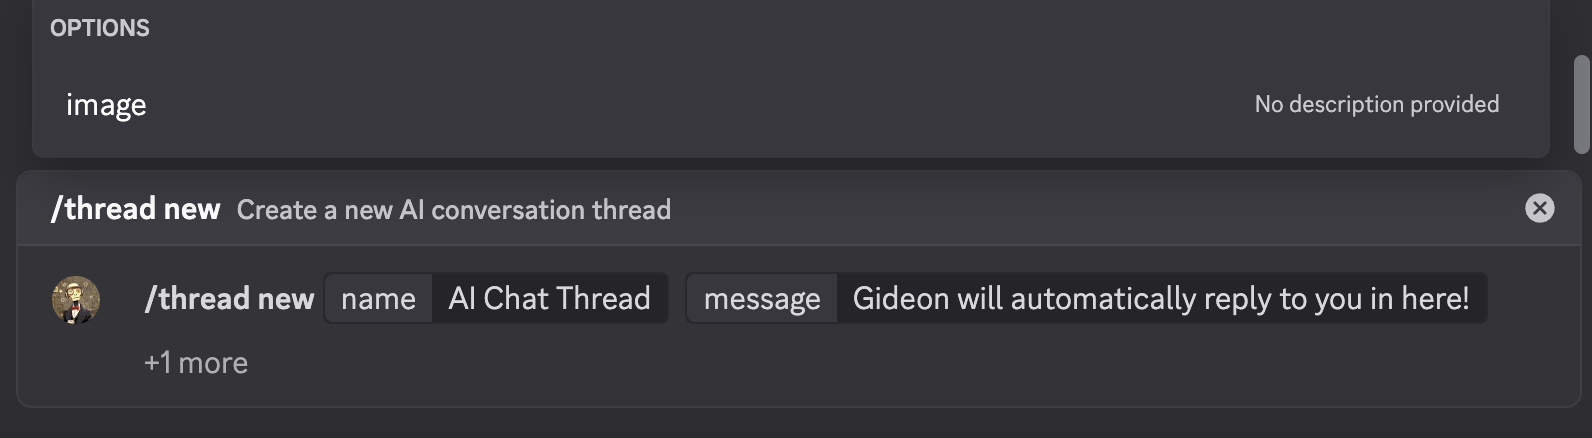 OPTIONS
image No description provided
/thread new Create a new AI conversation thread
/thread new name AI Chat Thread message Gideon will automatically reply to you in here!
+1 more